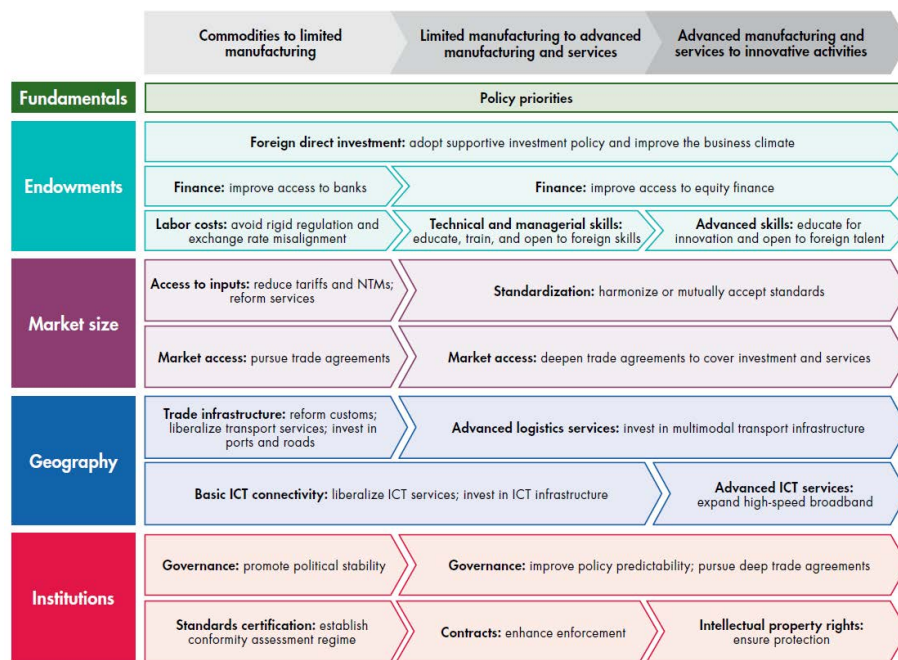 Commodities to limited
manufacturing
Limited manufacturing to advanced
manufacturing and services
Advanced manufacturing and
services to innovative activities
Fundamentals
Policy priorities
Endowments
Foreign direct investment: adopt supportive investment policy and improve the business climate
Finance: improve access to banks
Finance: improve access to equity finance
Labor costs: avoid rigid regulation and
exchange rate misalignment
Technical and managerial skills:
educate, train, and open to foreign skills
Advanced skills: educate for
innovation and open to foreign talent
Market size
Access to inputs: reduce tariffs and NTMs;
reform services
Standardization: harmonize or mutually accept standards
Market access: pursue trade agreements
Market access: deepen trade agreements to cover investment and services
Geography
Trade infrastructure: reform customs;
liberalize transport services; invest in
ports and roads
Advanced logistics services: invest in multimodal transport infrastructure
Basic ICT connectivity: liberalize ICT services; invest in ICT infrastructure
Advanced ICT services:
expand high-speed broadband
Institutions
Governance: promote political stability
Governance: improve policy predictability; pursue deep trade agreements
Standards certification: establish
conformity assessment regime
Contracts: enhance enforcement
Intellectual property rights:
ensure protection